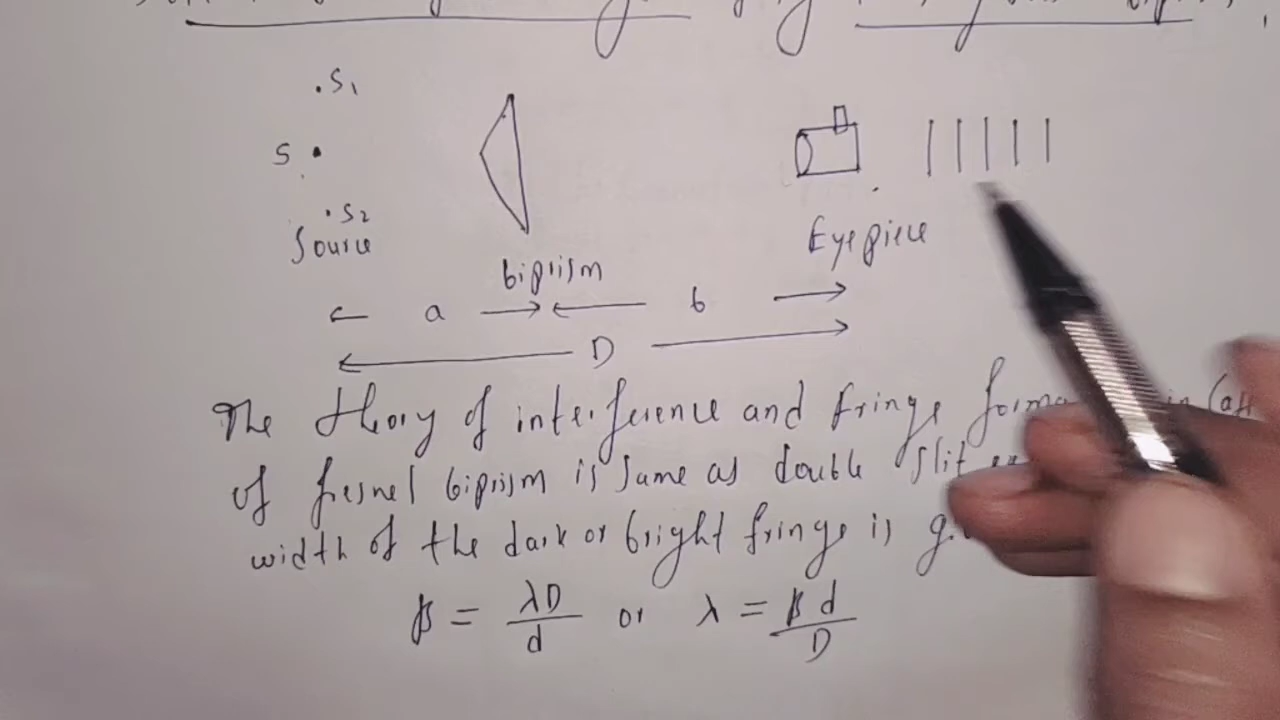 .S1
S •
.S2
Source
biprism
Eyepiece
← a → ← b →
← D →
The theory of interference and fringe in
of fresnel biprism is same as double slit
width of the dark or bright fringe is
β = λD/d or λ = βd/D